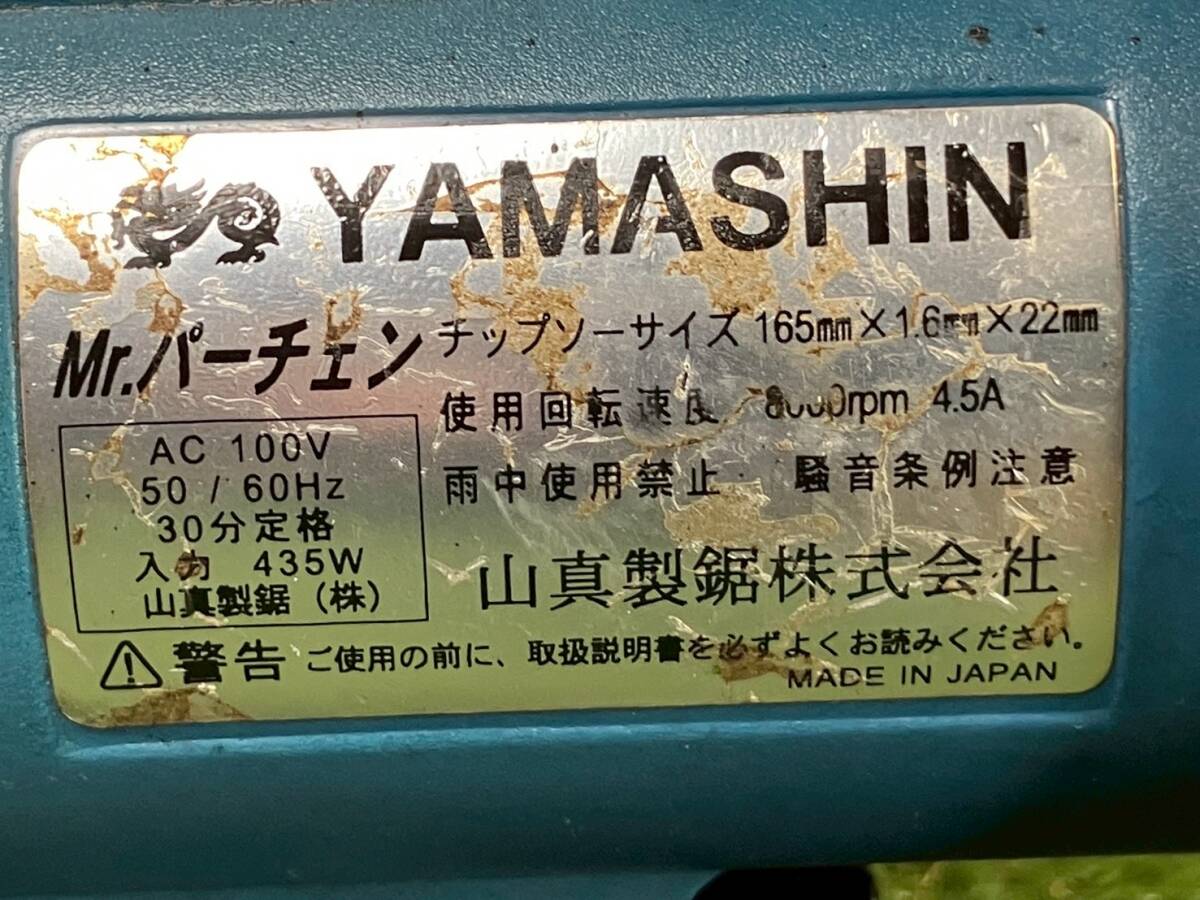 YAMASHIN
Mr.パーチェン
チップソーサイズ 165mm×1.6mm×22mm
使用回転速度 8000rpm 4.5A
雨中使用禁止 騒音条例注意
AC 100V
50 / 60Hz
30分定格
入力 435W
山真製鋸(株)
山真製鋸株式会社
⚠警告 ご使用の前に、取扱説明書を必ずよくお読みください。
MADE IN JAPAN